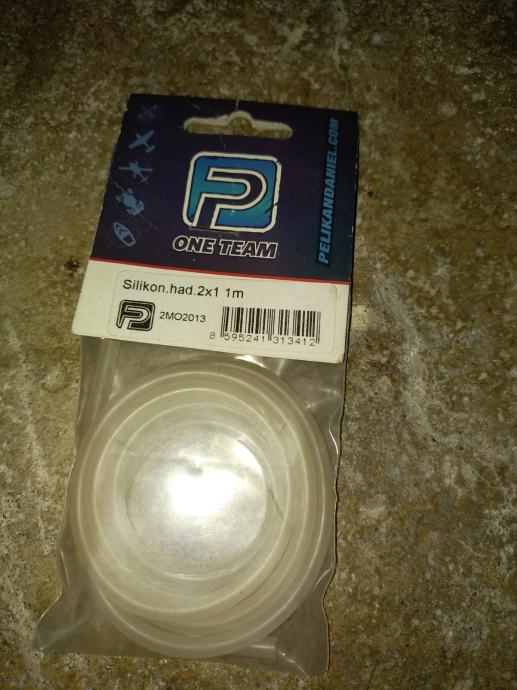 P
ONE TEAM
PELIKANDANIEL.COM
Silikon.had.2x1 1m
P 2MO2013
8 595241 313412